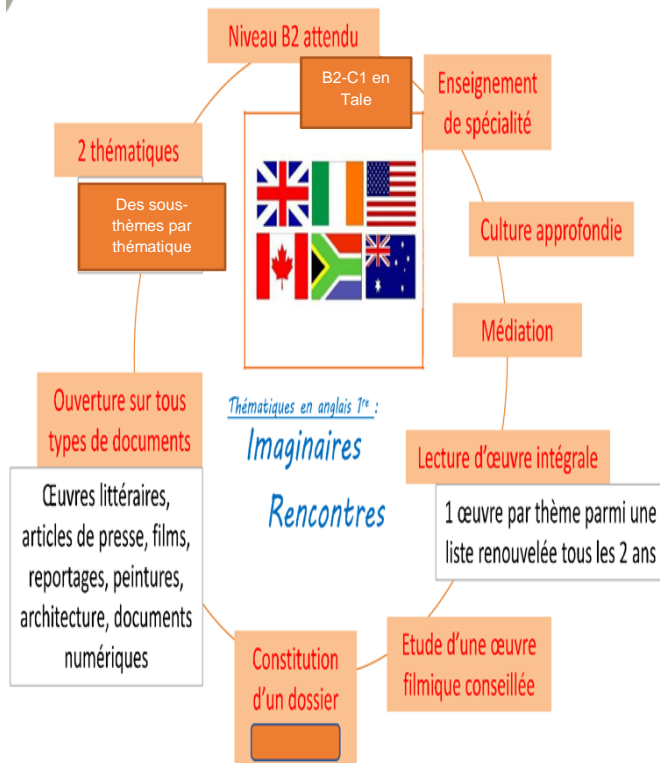 Niveau B2 attendu
B2-C1 en
Tale
Enseignement
de spécialité
2 thématiques
Des sous-
thèmes par
thématique
Culture approfondie
Médiation
Ouverture sur tous
types de documents
Œuvres littéraires,
articles de presse, films,
reportages, peintures,
architecture, documents
numériques
Thématiques en anglais 1re :
Imaginaires
Rencontres
Lecture d'œuvre intégrale
1 œuvre par thème parmi une
liste renouvelée tous les 2 ans
Constitution
d'un dossier
Etude d'une œuvre
filmique conseillée